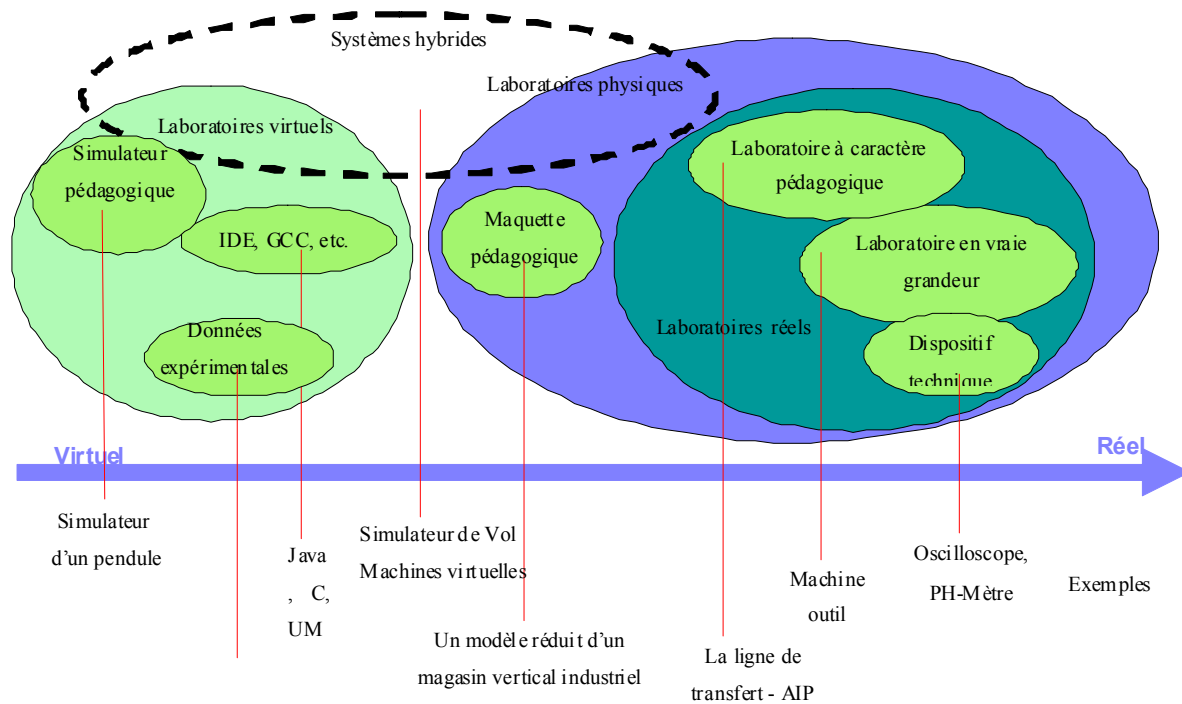 Systèmes hybrides
Laboratoires physiques
Laboratoires virtuels
Simulateur
pédagogique
IDE, GCC, etc.
Données
expérimentales
Maquette
pédagogique
Laboratoire à caractère
pédagogique
Laboratoire en vraie
grandeur
Laboratoires réels
Dispositif
technique
Virtuel
Réel
Simulateur
d'un pendule
Java
, C,
UM
Simulateur de Vol
Machines virtuelles
Un modèle réduit d'un
magasin vertical industriel
La ligne de
transfert - AIP
Machine
outil
Oscilloscope,
PH-Mètre
Exemples